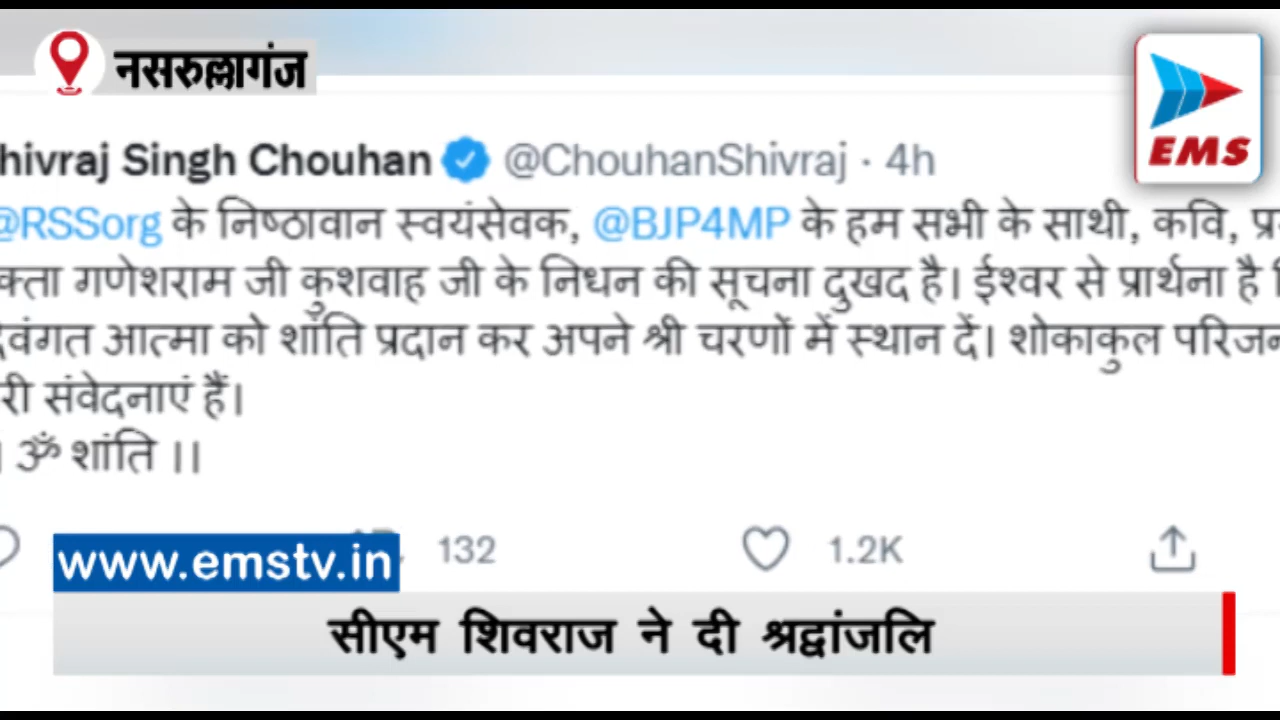 नसरुल्लागंज
EMS
hivraj Singh Chouhan @ChouhanShivraj · 4h
@RSSorg के निष्ठावान स्वयंसेवक, @BJP4MP के हम सभी के साथी, कवि,
क्ता गणेशराम जी कुशवाह जी के निधन की सूचना दुखद है। ईश्वर से प्रार्थना है
दिवंगत आत्मा को शांति प्रदान कर अपने श्री चरणों में स्थान दें। शोकाकुल परिजन
री संवेदनाएं हैं।
। ॐ शांति ।।
132 1.2K
www.emstv.in
सीएम शिवराज ने दी श्रद्वांजलि